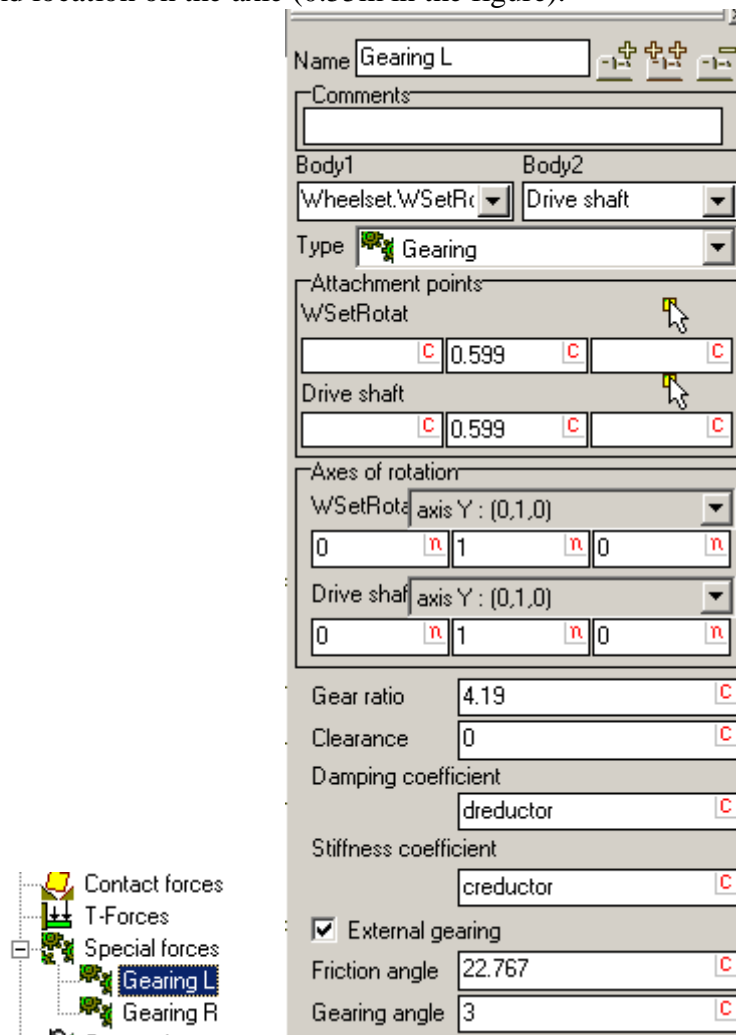 location on the axle (0.55m in the figure).
Name Gearing L
Comments
Body1 Body2
Wheelset.WSetR Drive shaft
Type Gearing
Attachment points
WSetRotat
C 0.599 C C
Drive shaft
C 0.599 C C
Axes of rotation
WSetRota axis Y : (0,1,0)
0 n 1 n 0 n
Drive shaf axis Y : (0,1,0)
0 n 1 n 0 n
Gear ratio 4.19 C
Clearance 0 C
Damping coefficient
dreductor C
Stiffness coefficient
creductor C
External gearing
Friction angle 22.767 C
Gearing angle 3 C
Contact forces
T-Forces
Special forces
Gearing L
Gearing R